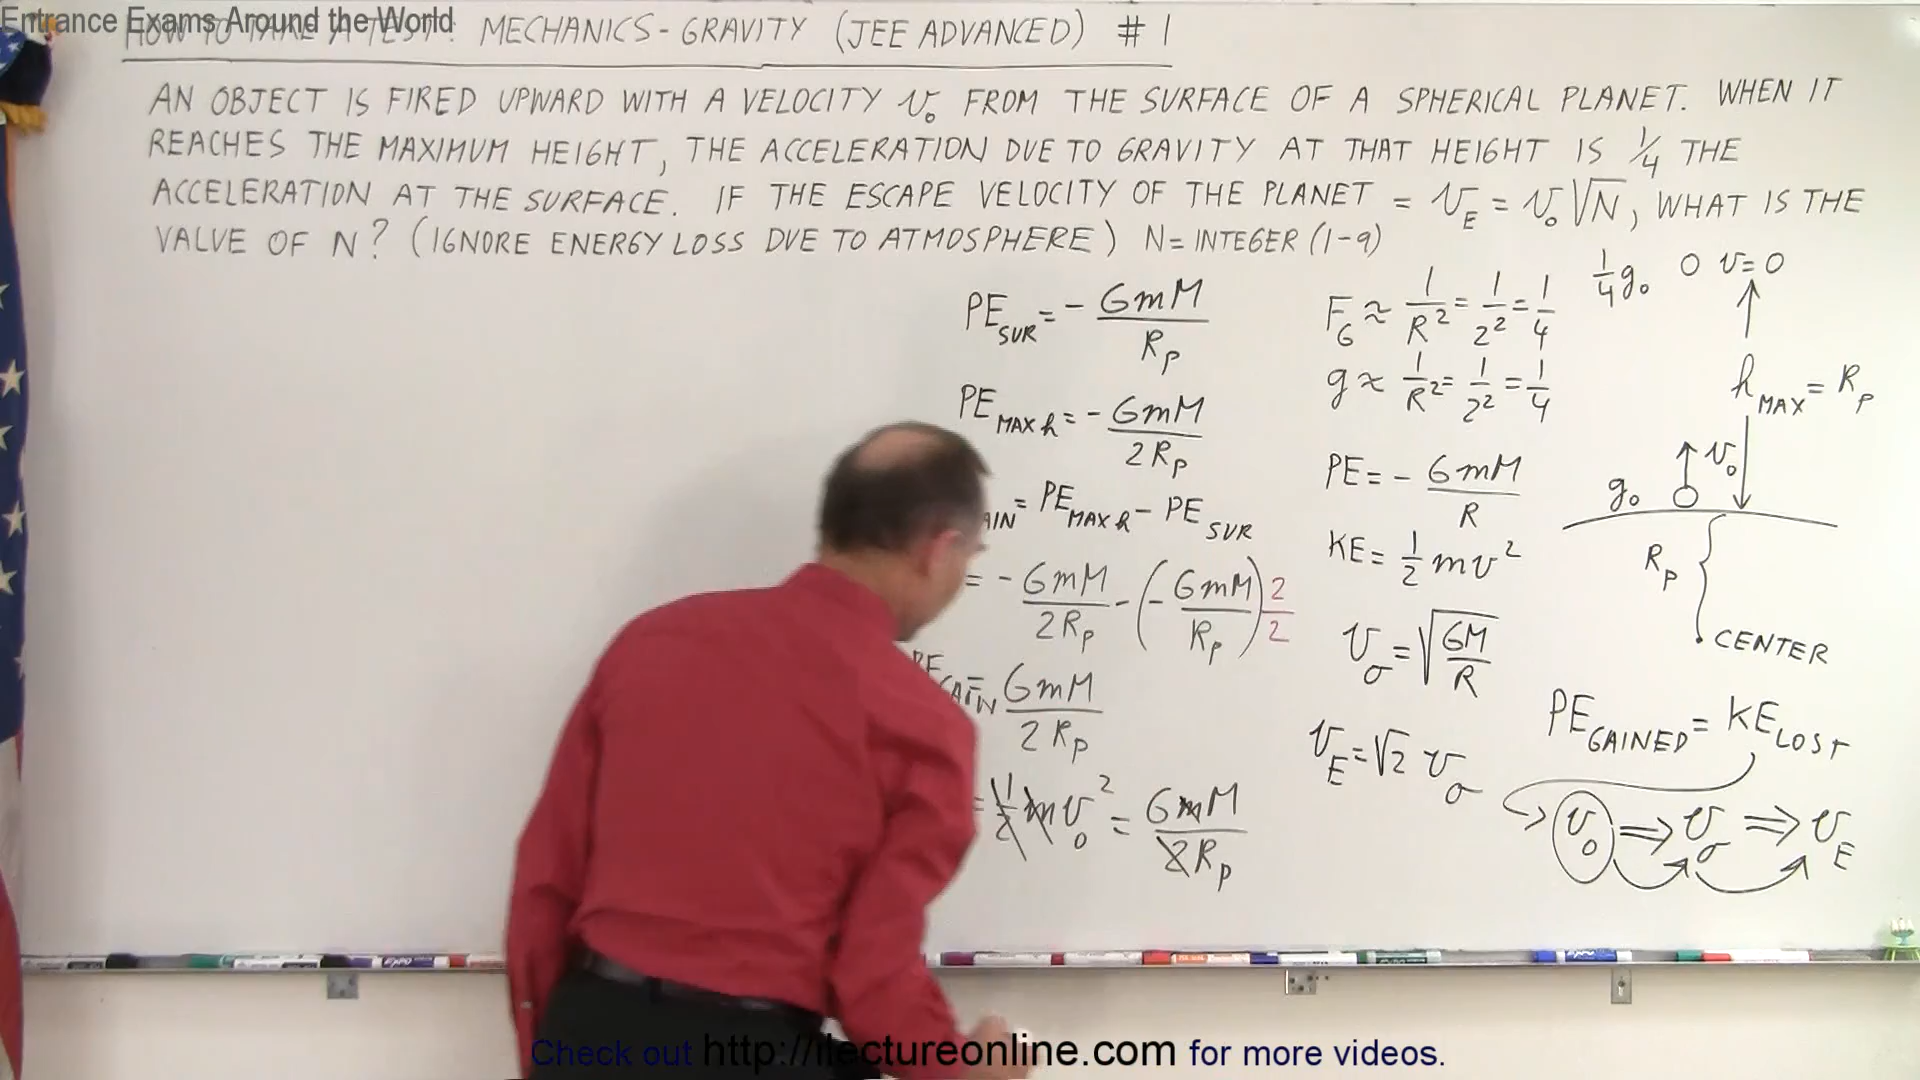 Entrance Exams Around the World
HOW TO TAKE A TEST: MECHANICS - GRAVITY (JEE ADVANCED) # 1
AN OBJECT IS FIRED UPWARD WITH A VELOCITY v₀ FROM THE SURFACE OF A SPHERICAL PLANET. WHEN IT
REACHES THE MAXIMUM HEIGHT, THE ACCELERATION DUE TO GRAVITY AT THAT HEIGHT IS 1/4 THE
ACCELERATION AT THE SURFACE. IF THE ESCAPE VELOCITY OF THE PLANET = v_E = v₀ √N, WHAT IS THE
VALUE OF N? (IGNORE ENERGY LOSS DUE TO ATMOSPHERE) N = INTEGER (1-9)
PE_SUR = - GmM / R_P
PE_MAX h = - GmM / 2R_P
AIN = PE_MAX h - PE_SUR
= - GmM / 2R_P - (- GmM / R_P) 2/2
GmM / 2R_P
= 1/2 m v₀² = GmM / 2R_P
F_G ≈ 1/R² = 1/2² = 1/4
g ∝ 1/R² = 1/2² = 1/4
PE = - GmM / R
KE = 1/2 mv²
v_σ = √(GM/R)
v_E = √2 v_σ
1/4 g₀ O v = 0
h_MAX = R_P
g₀ v₀
R_P
CENTER
PE_GAINED = KE_LOST
v₀ ⇒ v_σ ⇒ v_E
EXPO
Check out http://ilectureonline.com for more videos.